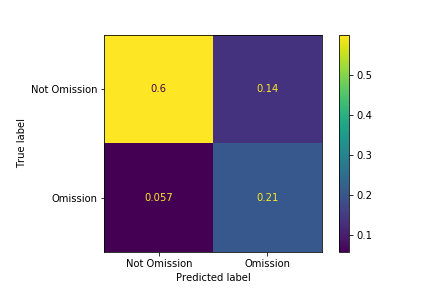 Not Omission
Omission
True label
0.6
0.14
0.057
0.21
Not Omission
Omission
Predicted label
0.5
0.4
0.3
0.2
0.1